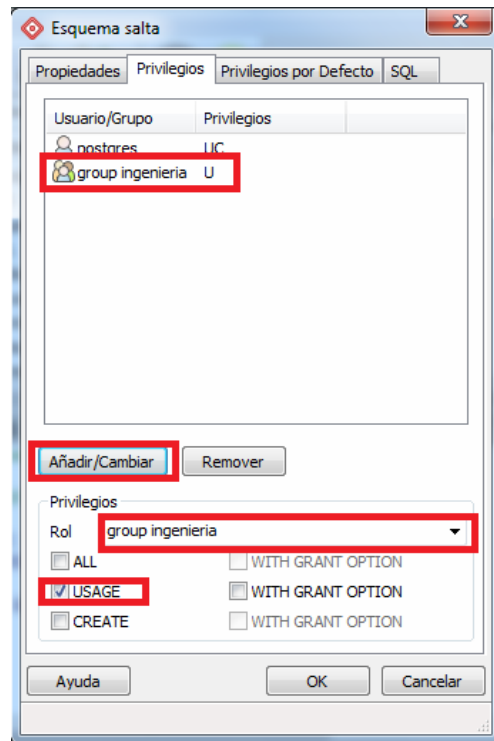 Esquema salta
Propiedades Privilegios Privilegios por Defecto SQL
Usuario/Grupo Privilegios
postgres UC
group ingenieria U
Añadir/Cambiar Remover
Privilegios
Rol group ingenieria
ALL WITH GRANT OPTION
USAGE WITH GRANT OPTION
CREATE WITH GRANT OPTION
Ayuda OK Cancelar